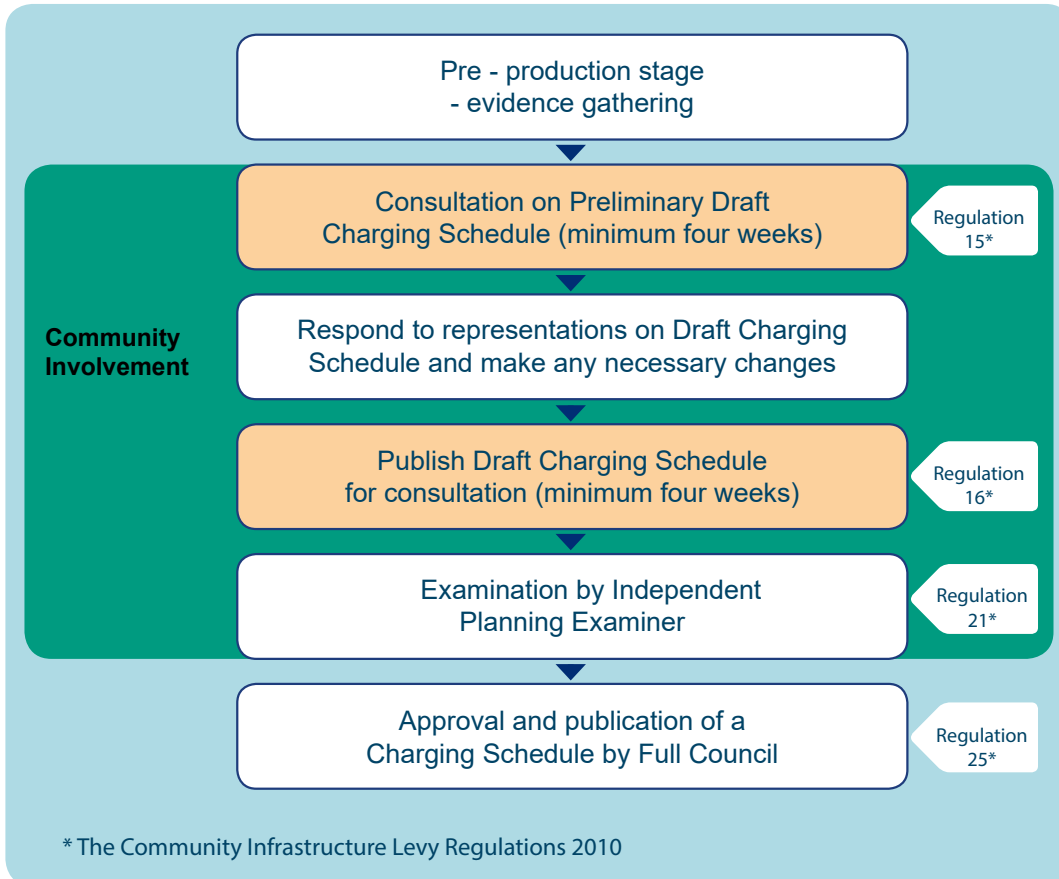 Pre - production stage
- evidence gathering
Consultation on Preliminary Draft
Charging Schedule (minimum four weeks)
Regulation
15*
Community
Involvement
Respond to representations on Draft Charging
Schedule and make any necessary changes
Publish Draft Charging Schedule
for consultation (minimum four weeks)
Regulation
16*
Examination by Independent
Planning Examiner
Regulation
21*
Approval and publication of a
Charging Schedule by Full Council
Regulation
25*
* The Community Infrastructure Levy Regulations 2010